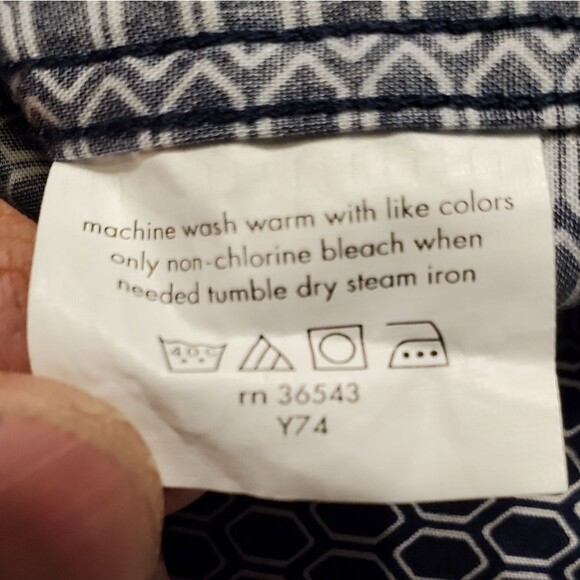 machine wash warm with like colors
only non-chlorine bleach when
needed tumble dry steam iron
40c
rn 36543
Y74